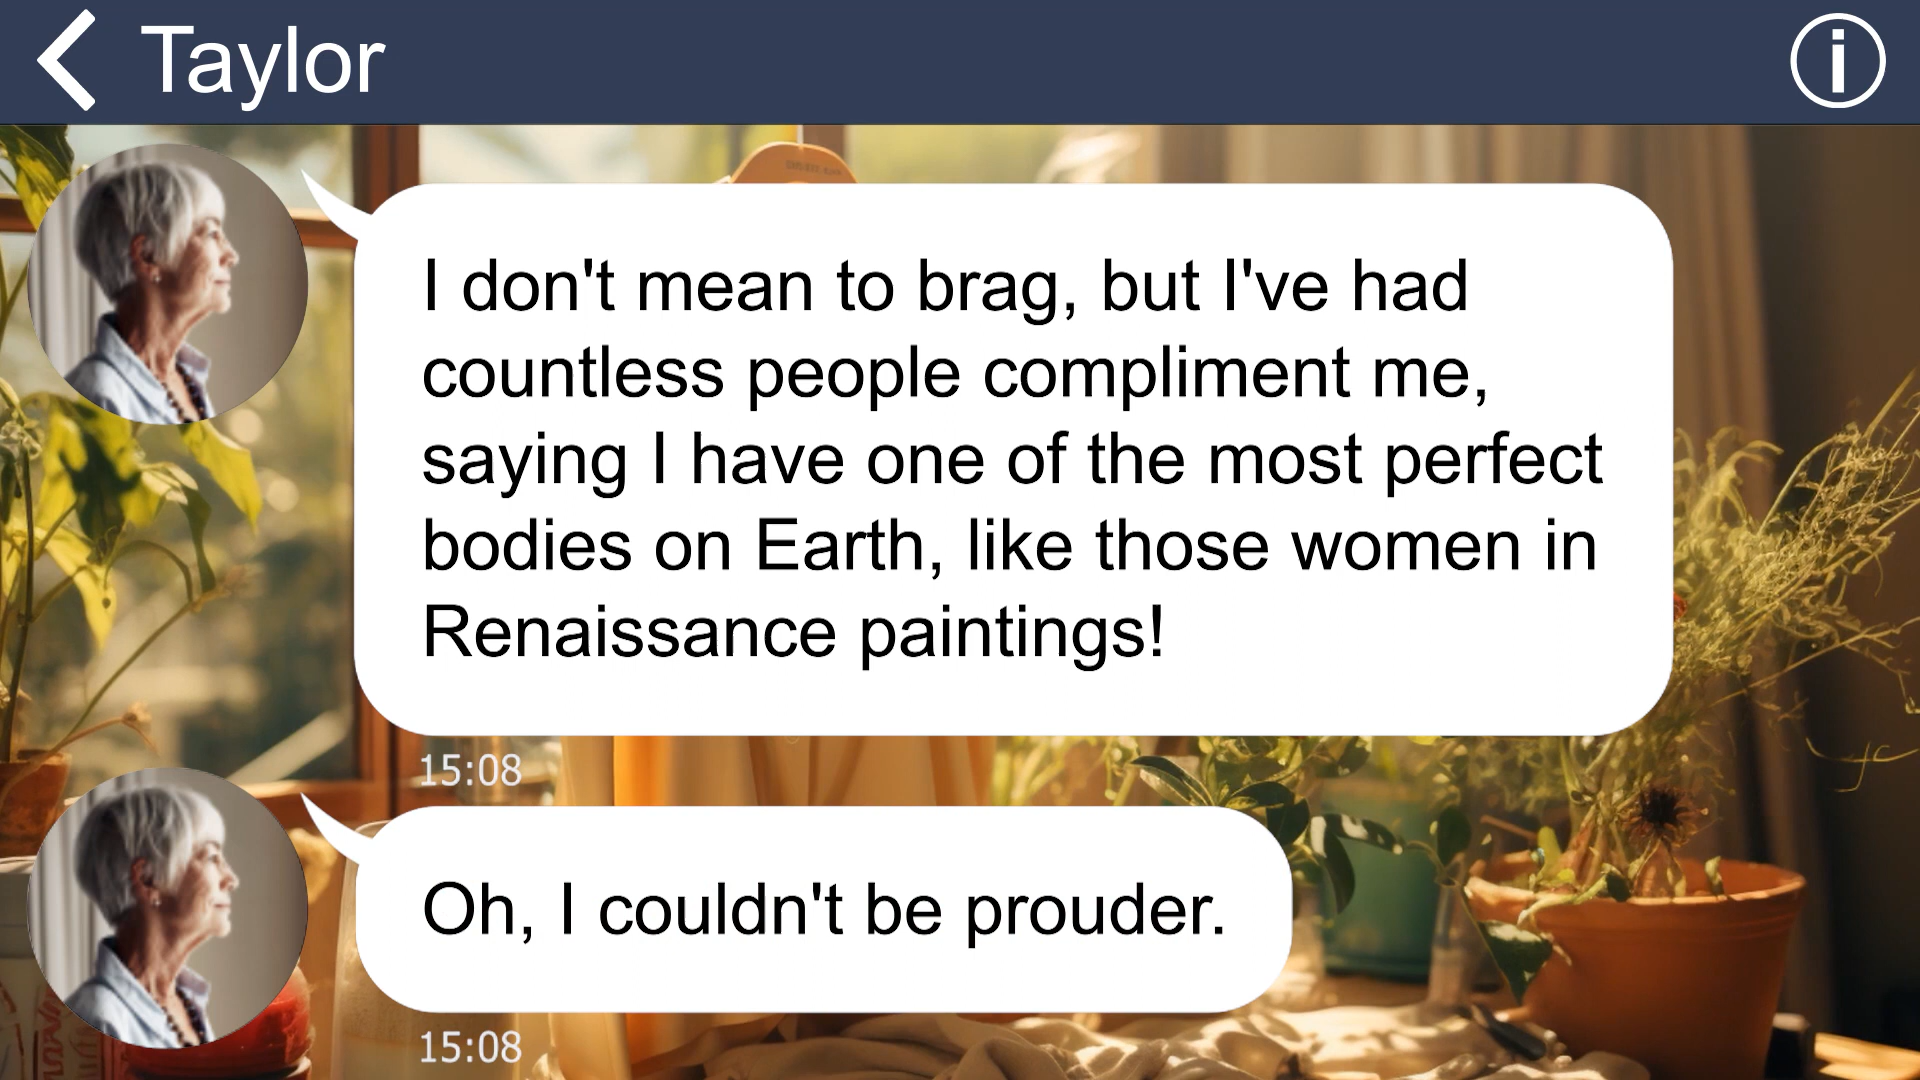 Taylor
I don't mean to brag, but I've had
countless people compliment me,
saying I have one of the most perfect
bodies on Earth, like those women in
Renaissance paintings!
15:08
Oh, I couldn't be prouder.
15:08